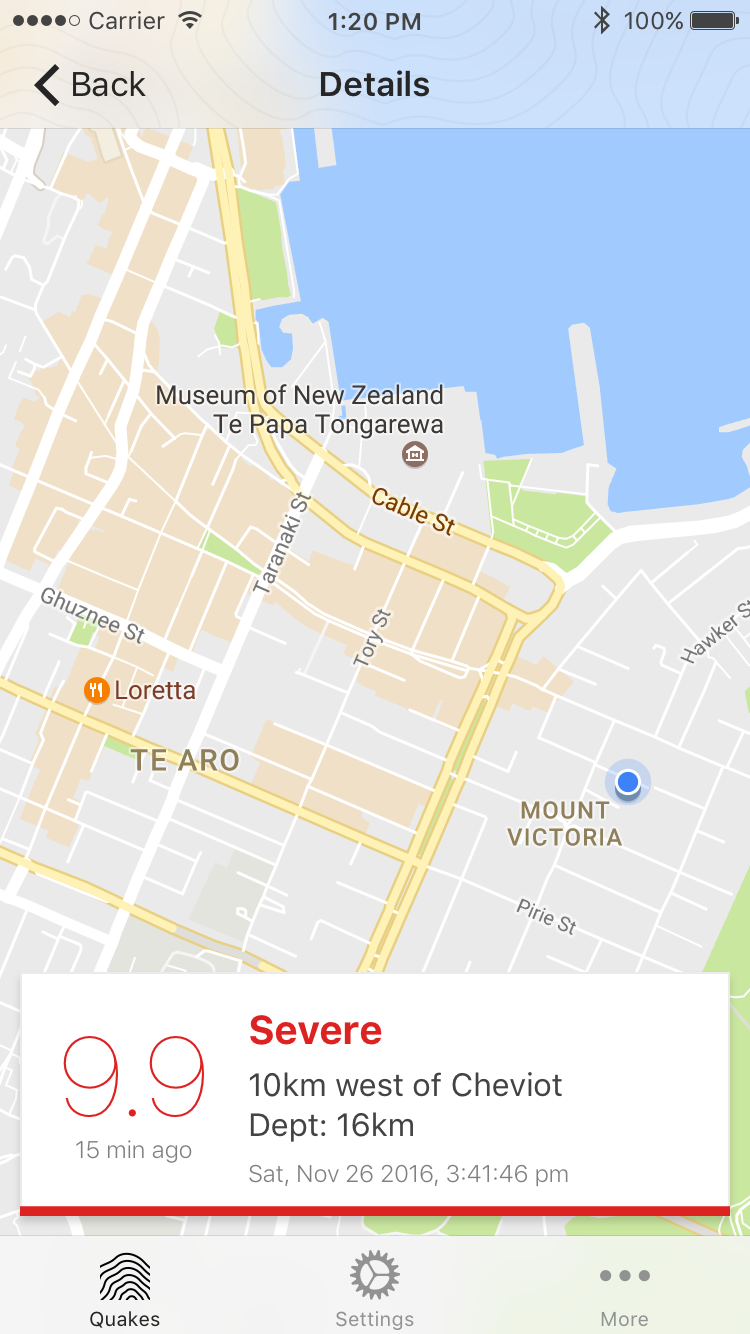 Carrier 1:20 PM 100%
Back Details
Museum of New Zealand
Te Papa Tongarewa
Cable St
Taranaki St
Ghuznee St
Tory St
Hawker St
Loretta
TE ARO
MOUNT
VICTORIA
Pirie St
9.9
15 min ago
Severe
10km west of Cheviot
Dept: 16km
Sat, Nov 26 2016, 3:41:46 pm
Quakes Settings More